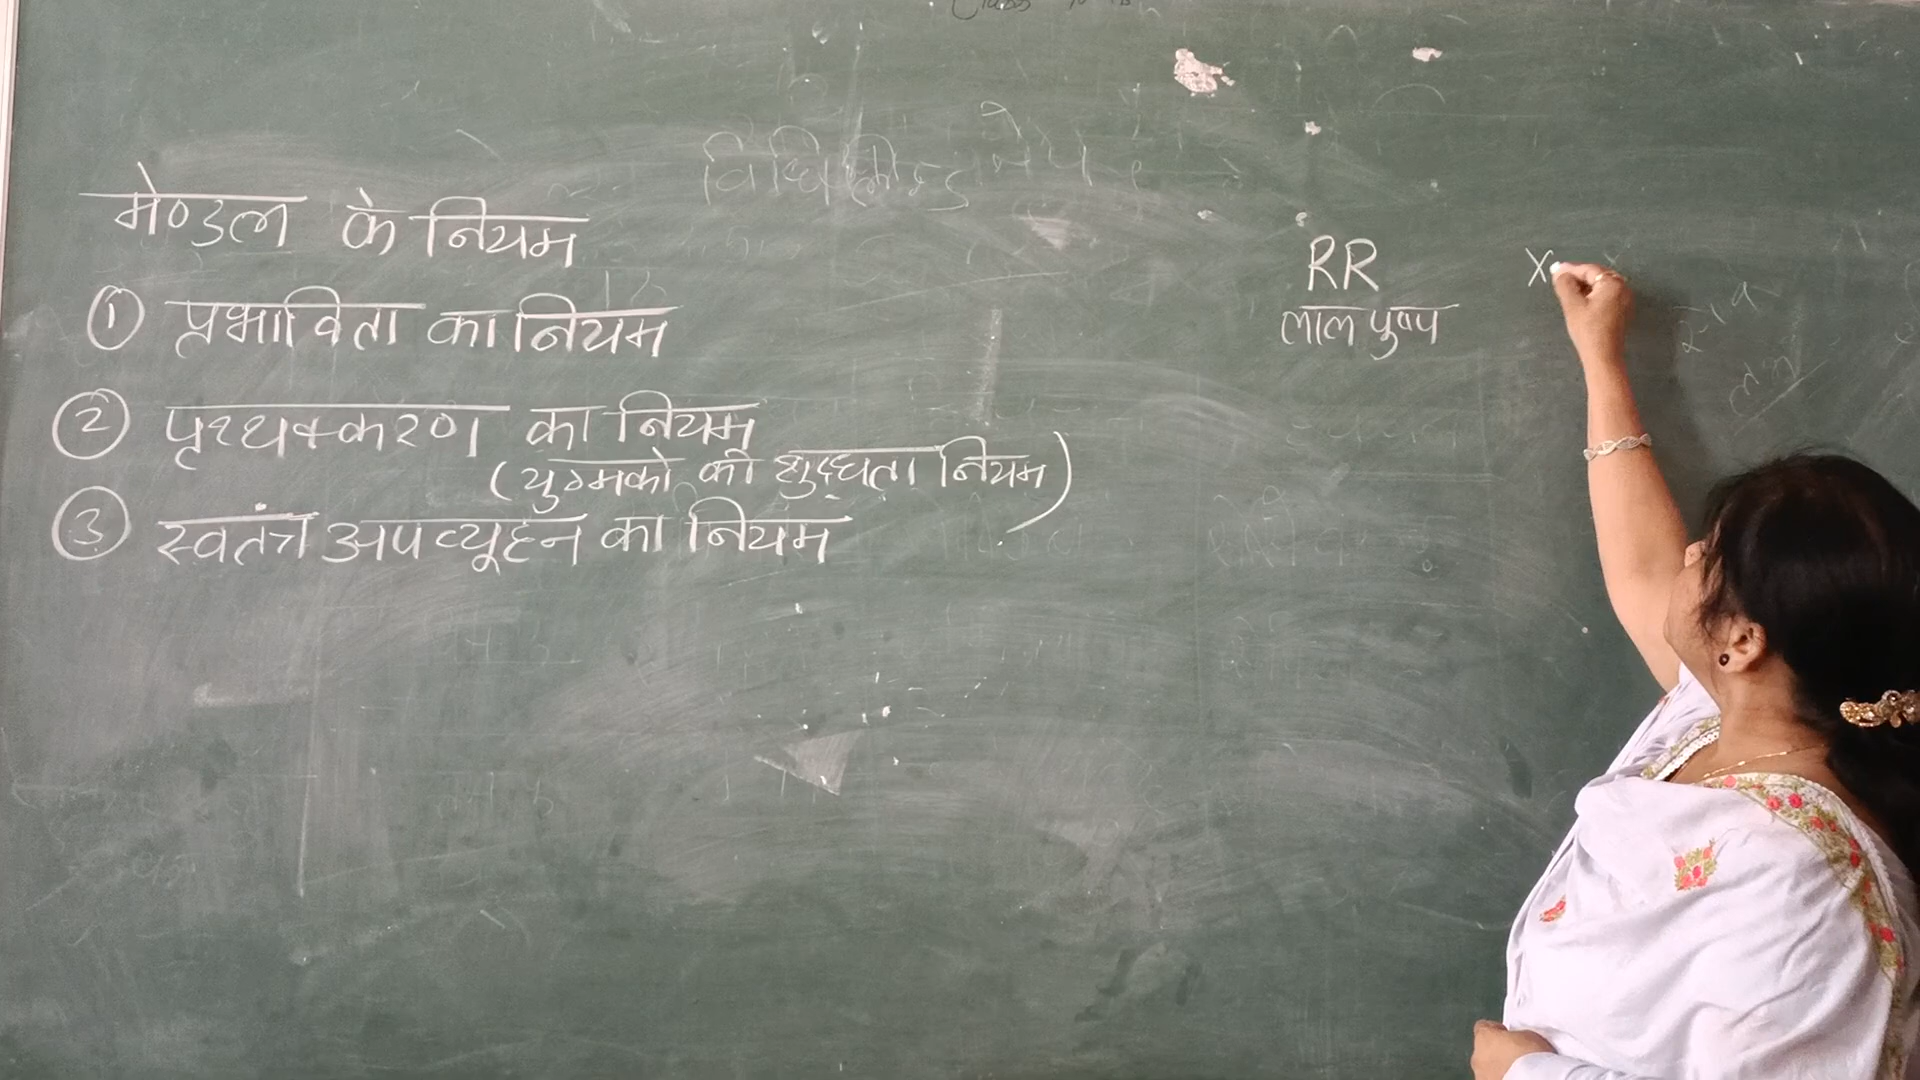 मेण्डल के नियम
① प्रभाविता का नियम
② पृथ्थक्करण का नियम
(युग्मको की शुद्धता नियम)
③ स्वतंत्र अपव्यूहन का नियम
RR X
लाल पुष्प